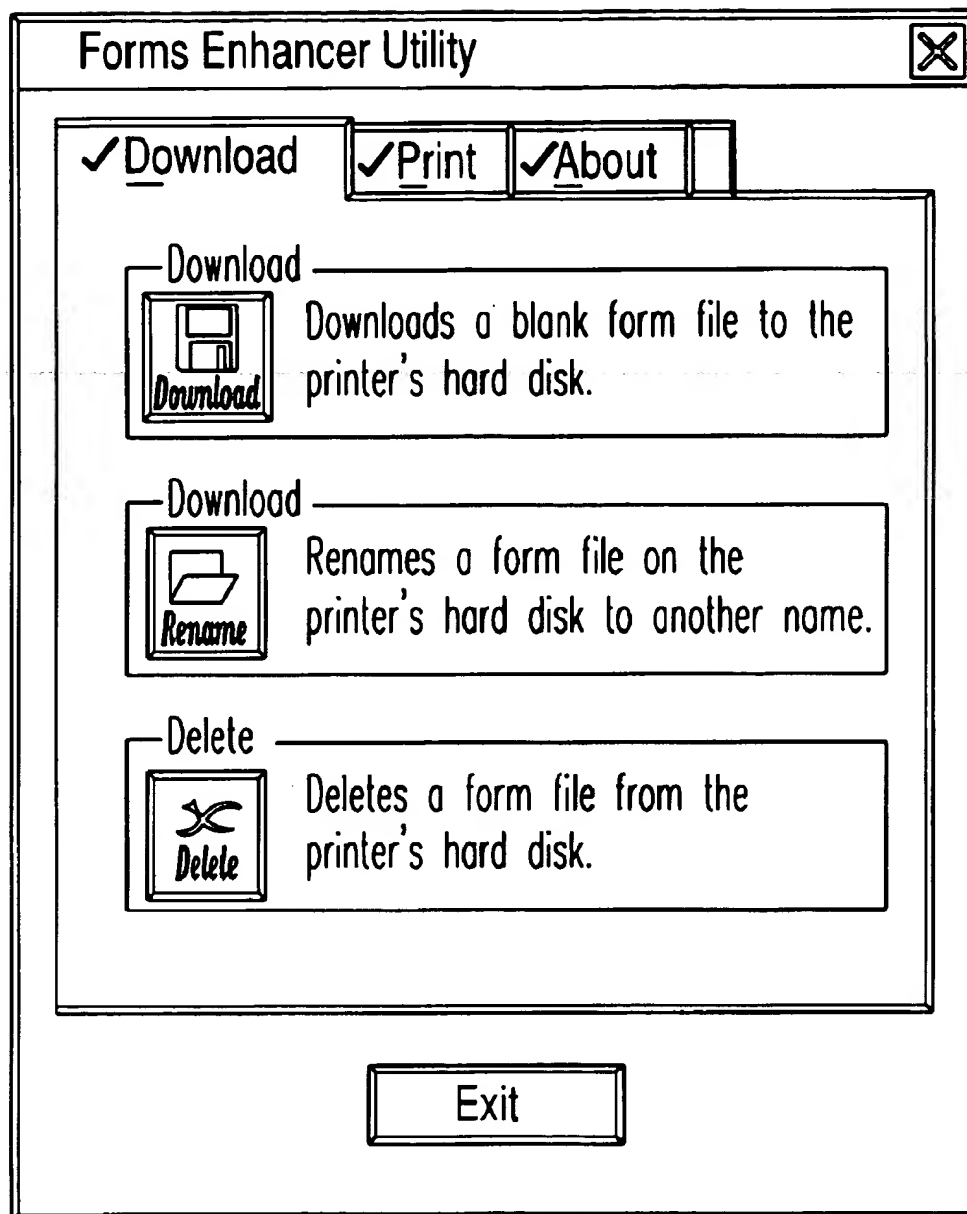 Forms Enhancer Utility
✓Download ✓Print ✓About
Download
Download
Downloads a blank form file to the
printer's hard disk.
Download
Rename
Renames a form file on the
printer's hard disk to another name.
Delete
Delete
Deletes a form file from the
printer's hard disk.
Exit